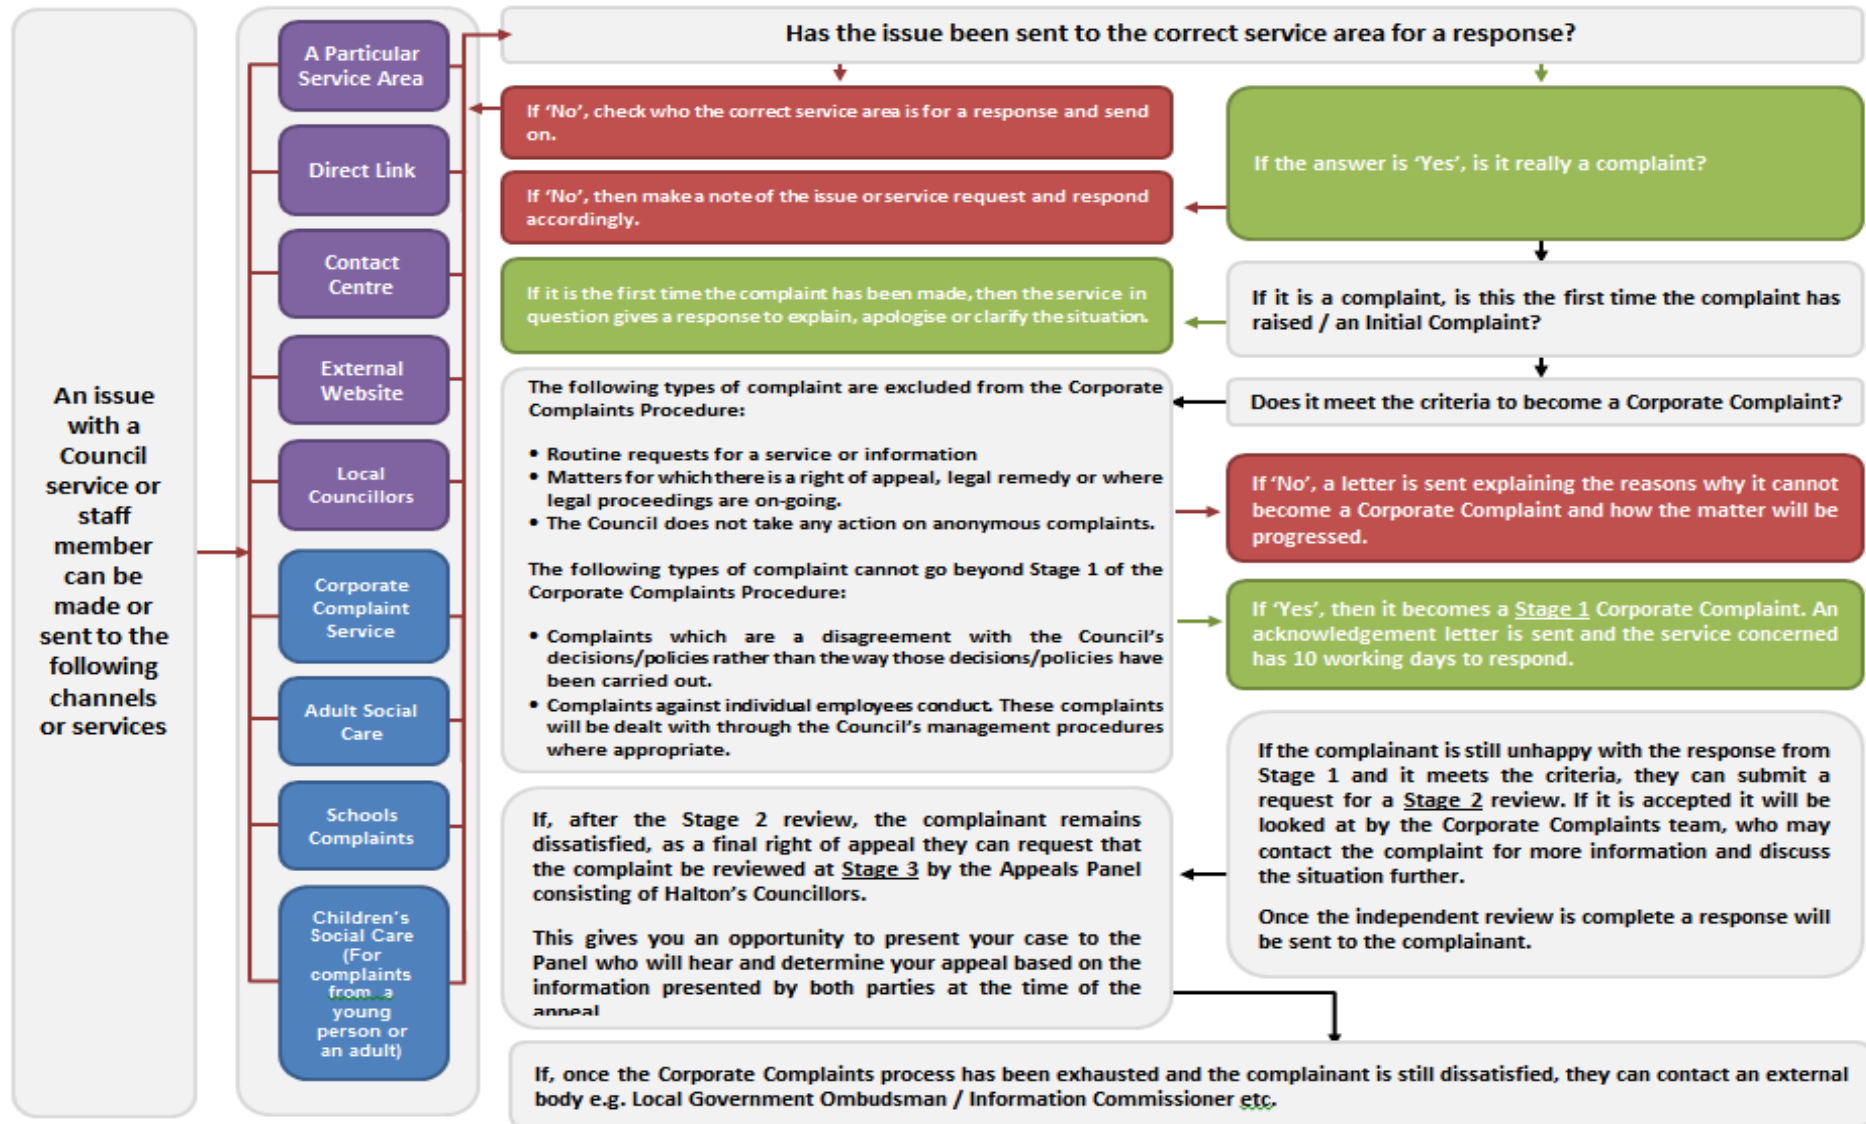 An issue
with a
Council
service or
staff
member
can be
made or
sent to the
following
channels
or services
A Particular
Service Area
Direct Link
Contact
Centre
External
Website
Local
Councillors
Corporate
Complaint
Service
Adult Social
Care
Schools
Complaints
Children's
Social Care
(For
complaints
from a
young
person or
an adult)
Has the issue been sent to the correct service area for a response?
If 'No', check who the correct service area is for a response and send
on.
If the answer is 'Yes', is it really a complaint?
If 'No', then make a note of the issue or service request and respond
accordingly.
If it is a complaint, is this the first time the complaint has
raised / an Initial Complaint?
If it is the first time the complaint has been made, then the service in
question gives a response to explain, apologise or clarify the situation.
Does it meet the criteria to become a Corporate Complaint?
The following types of complaint are excluded from the Corporate
Complaints Procedure:
• Routine requests for a service or information
• Matters for which there is a right of appeal, legal remedy or where
legal proceedings are on-going.
• The Council does not take any action on anonymous complaints.
The following types of complaint cannot go beyond Stage 1 of the
Corporate Complaints Procedure:
• Complaints which are a disagreement with the Council's
decisions/policies rather than the way those decisions/policies have
been carried out.
• Complaints against individual employees conduct. These complaints
will be dealt with through the Council's management procedures
where appropriate.
If 'No', a letter is sent explaining the reasons why it cannot
become a Corporate Complaint and how the matter will be
progressed.
If 'Yes', then it becomes a Stage 1 Corporate Complaint. An
acknowledgement letter is sent and the service concerned
has 10 working days to respond.
If the complainant is still unhappy with the response from
Stage 1 and it meets the criteria, they can submit a
request for a Stage 2 review. If it is accepted it will be
looked at by the Corporate Complaints team, who may
contact the complaint for more information and discuss
the situation further.
Once the independent review is complete a response will
be sent to the complainant.
If, after the Stage 2 review, the complainant remains
dissatisfied, as a final right of appeal they can request that
the complaint be reviewed at Stage 3 by the Appeals Panel
consisting of Halton's Councillors.
This gives you an opportunity to present your case to the
Panel who will hear and determine your appeal based on the
information presented by both parties at the time of the
appeal
If, once the Corporate Complaints process has been exhausted and the complainant is still dissatisfied, they can contact an external
body e.g. Local Government Ombudsman / Information Commissioner etc.